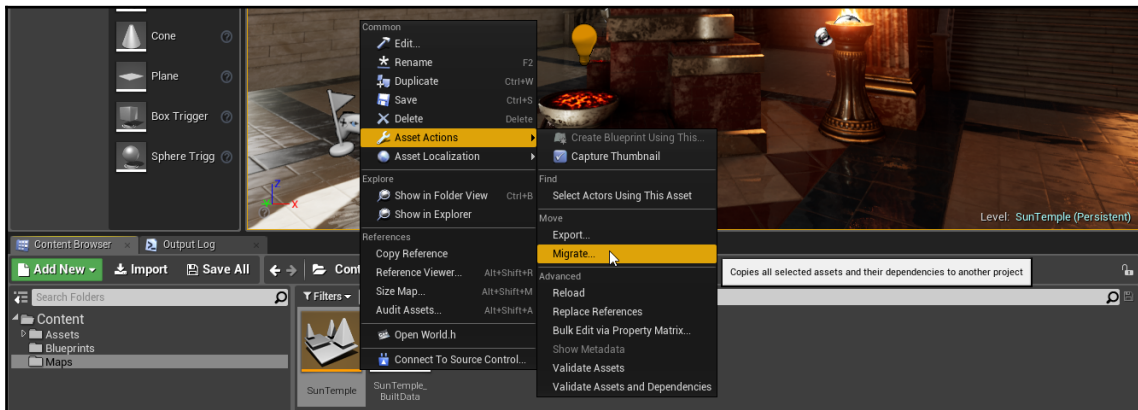 Cone
Plane
Box Trigger
Sphere Trigg
Common
Edit...
Rename F2
Duplicate Ctrl+W
Save Ctrl+S
Delete Delete
Asset Actions
Asset Localization
Explore
Show in Folder View Ctrl+B
Show in Explorer
References
Copy Reference
Reference Viewer... Alt+Shift+R
Size Map... Alt+Shift+M
Audit Assets... Alt+Shift+A
Open World.h
Connect To Source Control...
Create Blueprint Using This...
Capture Thumbnail
Find
Select Actors Using This Asset
Move
Export...
Migrate...
Advanced
Reload
Replace References
Bulk Edit via Property Matrix...
Show Metadata
Validate Assets
Validate Assets and Dependencies
Copies all selected assets and their dependencies to another project
Level: SunTemple (Persistent)
Z
X
Content Browser
Output Log
Add New
Import
Save All
Cont
Search Folders
Filters
Content
Assets
Blueprints
Maps
SunTemple
SunTemple_
BuiltData